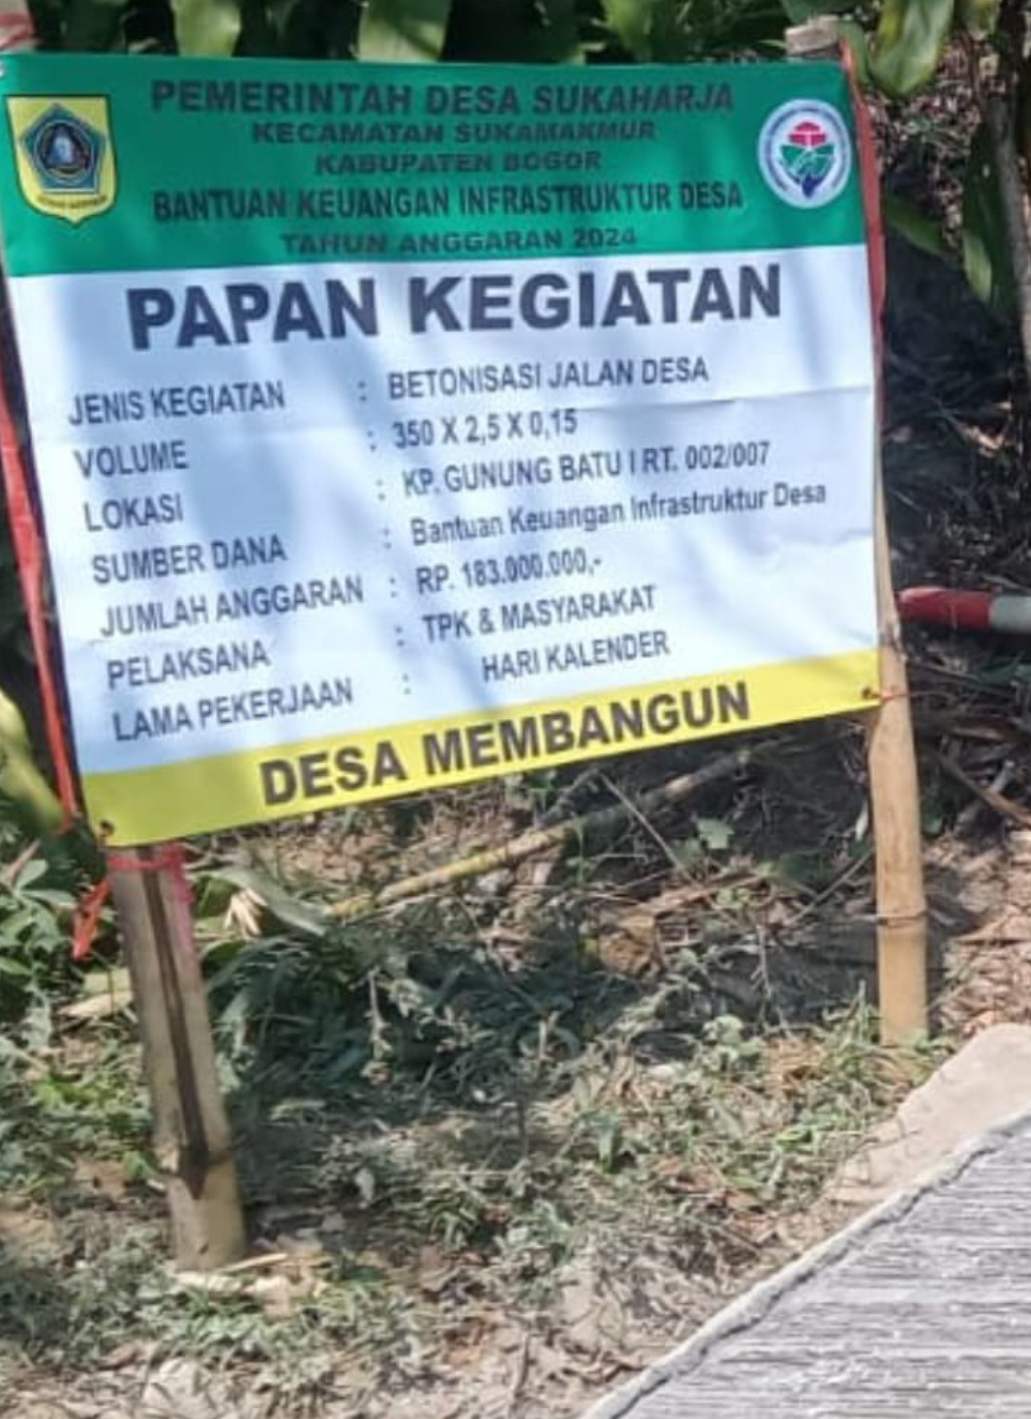 PEMERINTAH DESA SUKAHARJA
KECAMATAN SUKAMAKMUR
KABUPATEN BOGOR
BANTUAN KEUANGAN INFRASTRUKTUR DESA
TAHUN ANGGARAN 2024
PAPAN KEGIATAN
JENIS KEGIATAN : BETONISASI JALAN DESA
VOLUME : 350 X 2,5 X 0,15
LOKASI : KP. GUNUNG BATU I RT. 002/007
SUMBER DANA : Bantuan Keuangan Infrastruktur Desa
JUMLAH ANGGARAN : RP. 183.000.000,-
PELAKSANA : TPK & MASYARAKAT
LAMA PEKERJAAN : HARI KALENDER
DESA MEMBANGUN